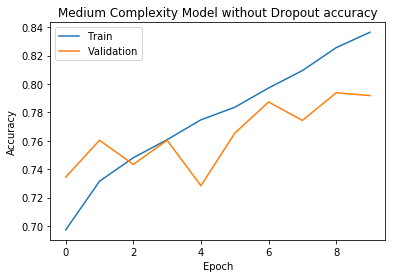 Medium Complexity Model without Dropout accuracy
Train
Validation
Accuracy
0.84
0.82
0.80
0.78
0.76
0.74
0.72
0.70
0 2 4 6 8
Epoch